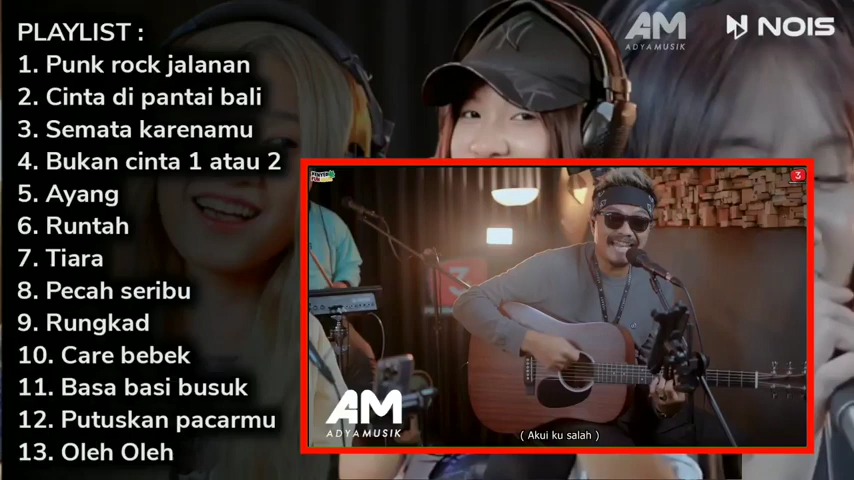 PLAYLIST :
1. Punk rock jalanan
2. Cinta di pantai bali
3. Semata karenamu
4. Bukan cinta 1 atau 2
5. Ayang
6. Runtah
7. Tiara
8. Pecah seribu
9. Rungkad
10. Care bebek
11. Basa basi busuk
12. Putuskan pacarmu
13. Oleh Oleh
AM
ADYAMUSIK
NOIS
3
3
AM
ADYAMUSIK
( Akui ku salah )